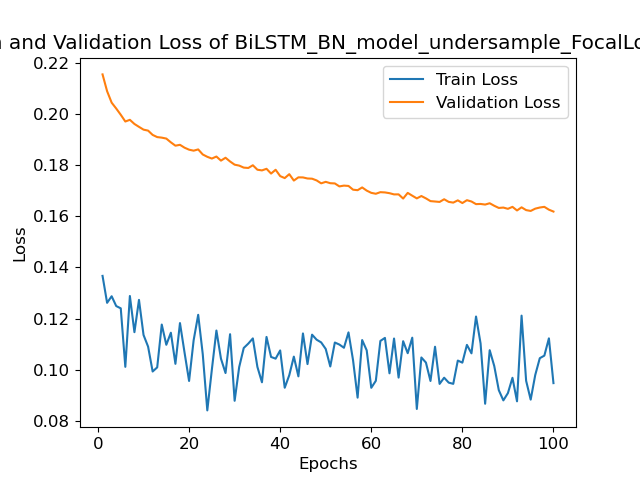 and Validation Loss of BiLSTM_BN_model_undersample_FocalLo
Train Loss
Validation Loss
0.22
0.20
0.18
0.16
0.14
0.12
0.10
0.08
Loss
0
20
40
60
80
100
Epochs